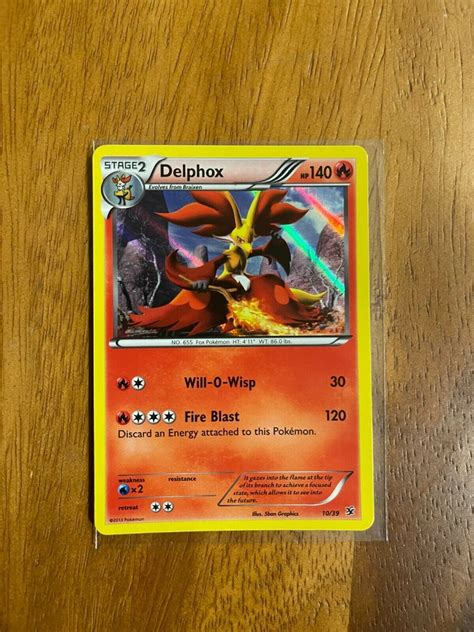 STAGE2 Delphox HP140
Evolves from Braixen
NO. 655 Fox Pokémon HT: 4'11" WT: 86.0 lbs.
Will-O-Wisp 30
Fire Blast 120
Discard an Energy attached to this Pokémon.
weakness resistance
×2
retreat
It gazes into the flame at the tip
of its branch to achieve a focused
state, which allows it to see into
the future.
©2013 Pokémon Illus. 5ban Graphics 10/39